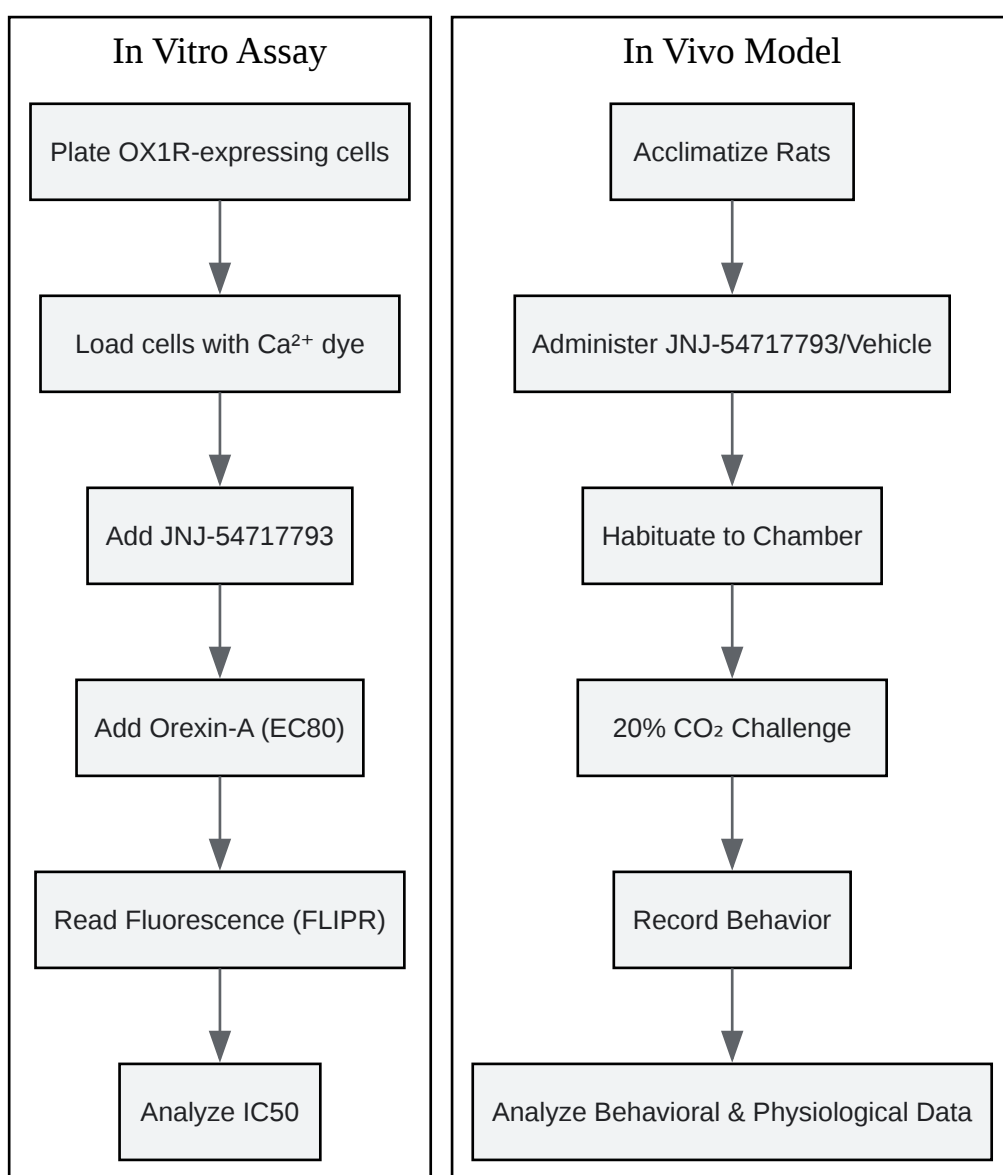 In Vitro Assay
Plate OX1R-expressing cells
Load cells with Ca²⁺ dye
Add JNJ-54717793
Add Orexin-A (EC80)
Read Fluorescence (FLIPR)
Analyze IC50
In Vivo Model
Acclimatize Rats
Administer JNJ-54717793/Vehicle
Habituate to Chamber
20% CO₂ Challenge
Record Behavior
Analyze Behavioral & Physiological Data